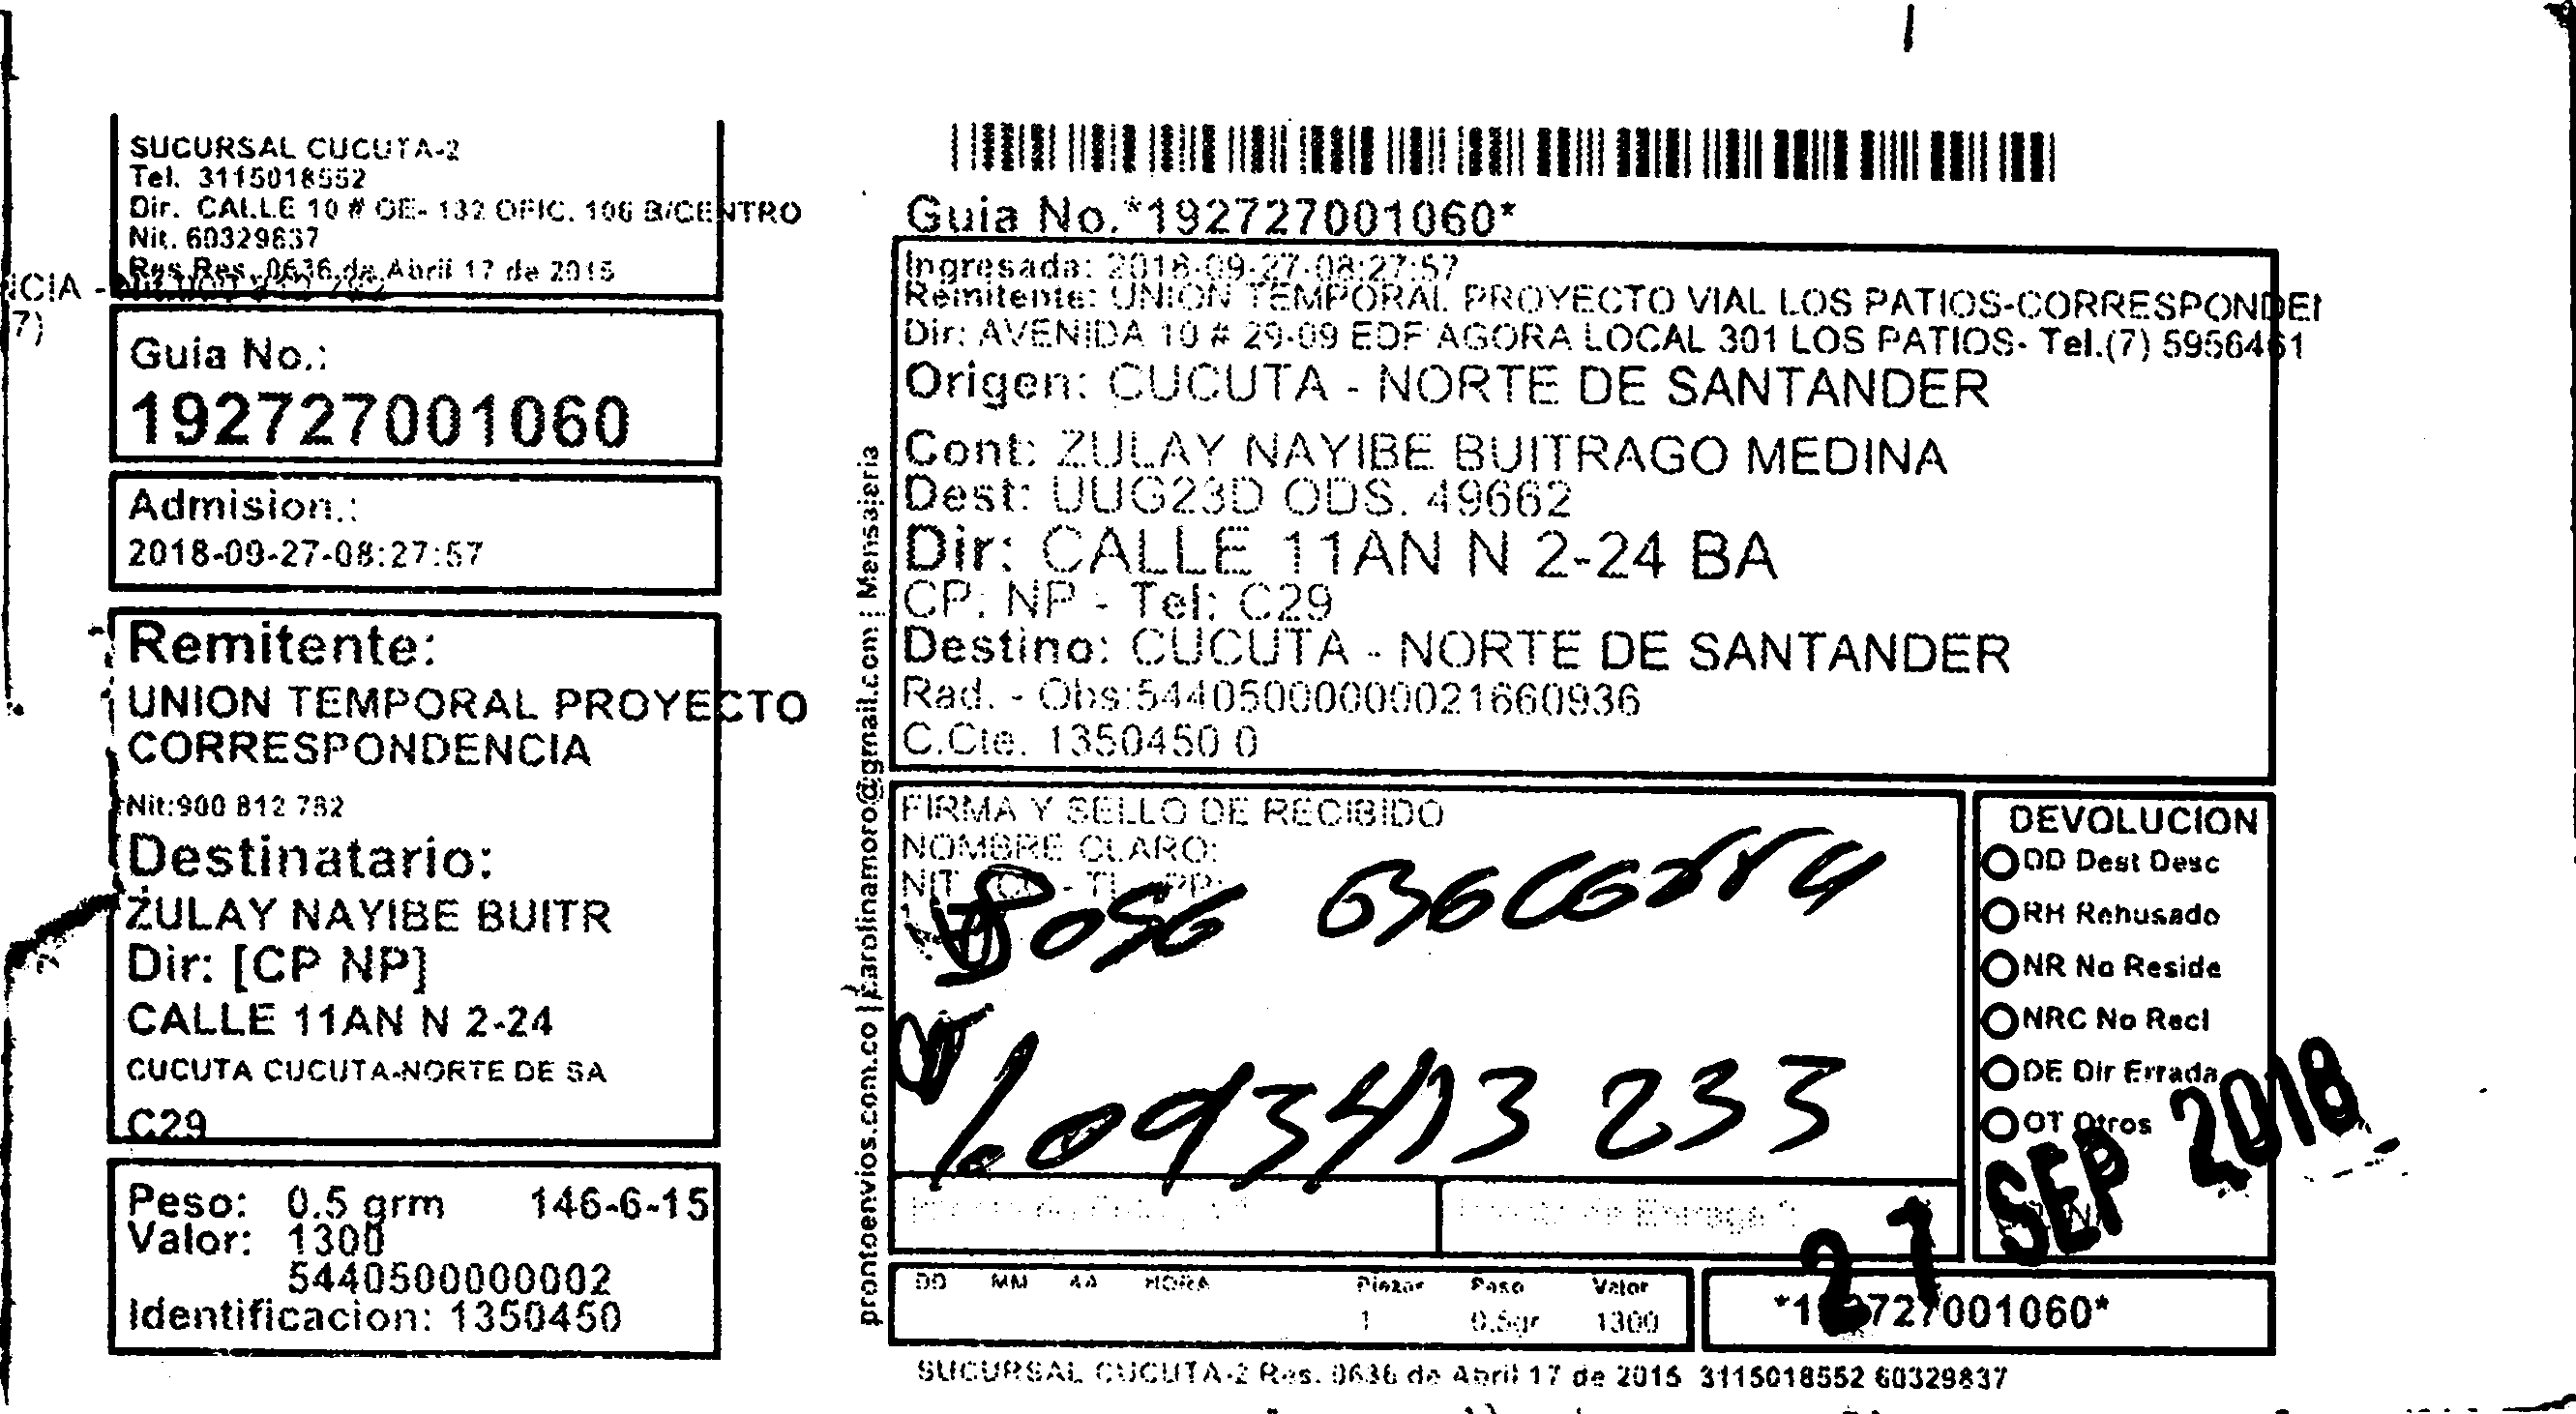 SUCURSAL CUCUTA-2
Tel. 3115018552
Dir. CALLE 10 # OE- 132 OFIC. 106 B/CENTRO
Nit. 60329837
Res Res. 0636 de Abril 17 de 2015
ICIA -
7)
Guia No.:
192727001060
Admision.:
2018-09-27-08:27:57
Remitente:
UNION TEMPORAL PROYECTO
CORRESPONDENCIA
Nit:900 812 782
Destinatario:
ZULAY NAYIBE BUITR
Dir: [CP NP]
CALLE 11AN N 2-24
CUCUTA CUCUTA-NORTE DE SA
C29
Peso: 0.5 grm 146-6-15
Valor: 1300
5440500000002
Identificacion: 1350450
prontoenvios.com.co | carolinamoro@gmail.com | Mensajeria
Guia No.*192727001060*
Ingresada: 2018-09-27-08:27:57
Remitente: UNION TEMPORAL PROYECTO VIAL LOS PATIOS-CORRESPONDEN
Dir: AVENIDA 10 # 29-09 EDF AGORA LOCAL 301 LOS PATIOS- Tel.(7) 5956461
Origen: CUCUTA - NORTE DE SANTANDER
Cont: ZULAY NAYIBE BUITRAGO MEDINA
Dest: UUG23D ODS. 49662
Dir: CALLE 11AN N 2-24 BA
CP: NP - Tel: C29
Destino: CUCUTA - NORTE DE SANTANDER
Rad. - Obs:54405000000021660936
C.Cte. 1350450 0
FIRMA Y SELLO DE RECIBIDO
NOMBRE CLARO:
NIT - CC - TI - PP:
Jose
1093413 233
DEVOLUCION
DD Dest Desc
RH Rehusado
NR No Reside
NRC No Recl
DE Dir Errada
OT Otros
27 SEP 2018
DD MM AA HORA Piezas Peso Valor
1 0.5gr 1300
*192727001060*
SUCURSAL CUCUTA-2 Res. 0636 de Abril 17 de 2015 3115018552 60329837